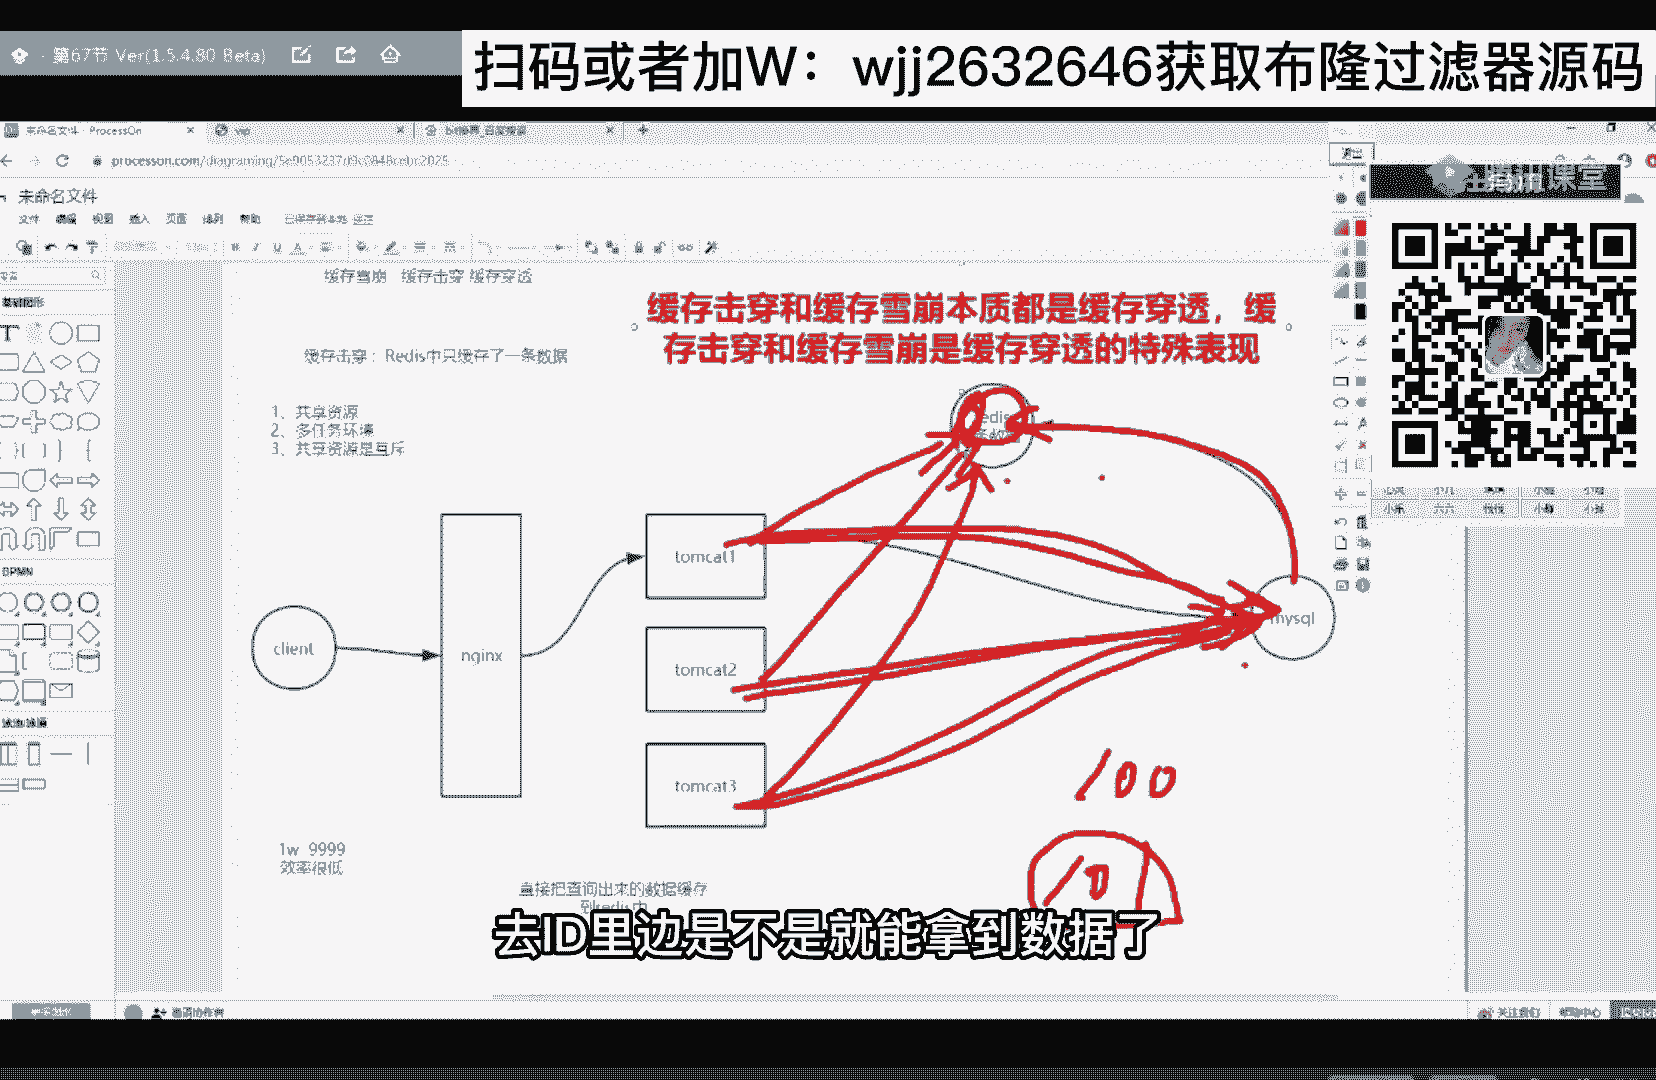 第67节 Ver(1.5.4.80 Beta)
扫码或者加W：wjj2632646获取布隆过滤器源码
未命名文件 - ProcessOn
vip
processon.com/diagraming/5e9053237d9c0848cebc2025
未命名文件
文件 编辑 视图 插入 页面 排列 帮助
缓存雪崩 缓存击穿 缓存穿透
缓存击穿和缓存雪崩本质都是缓存穿透，缓
存击穿和缓存雪崩是缓存穿透的特殊表现
缓存击穿：Redis中只缓存了一条数据
1、共享资源
2、多任务环境
3、共享资源是互斥
redis
tomcat1
client
nginx
tomcat2
mysql
tomcat3
100
10
1w 9999
效率很低
直接把查询出来的数据缓存
到redis中
去ID里边是不是就能拿到数据了